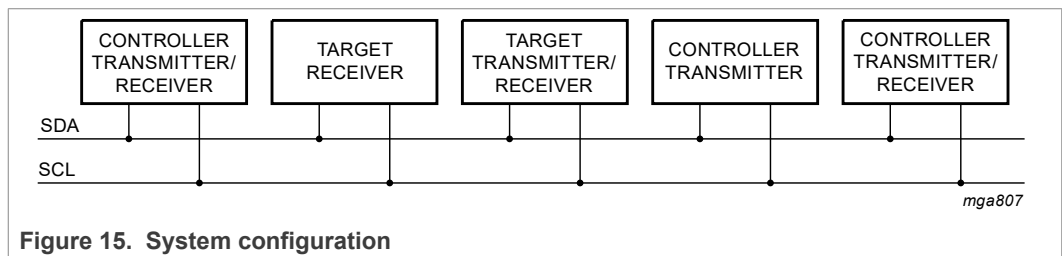 CONTROLLER
TRANSMITTER/
RECEIVER
TARGET
RECEIVER
TARGET
TRANSMITTER/
RECEIVER
CONTROLLER
TRANSMITTER
CONTROLLER
TRANSMITTER/
RECEIVER
SDA
SCL
mga807
Figure 15. System configuration